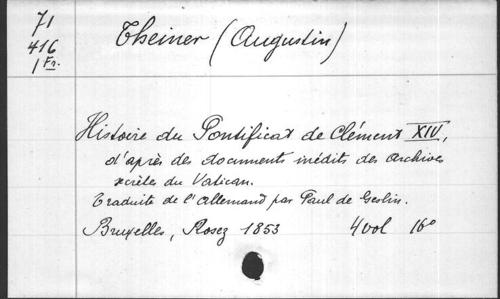 71
416
1 Fr.
Theiner (Augustin)
Histoire du Pontificat de Clément XIV,
d'après des documents inédits des archives
secrètes du Vatican.
Traduite de l'allemand par Paul de Geslin.
Bruxelles, Rosez 1853 4 vol 16°